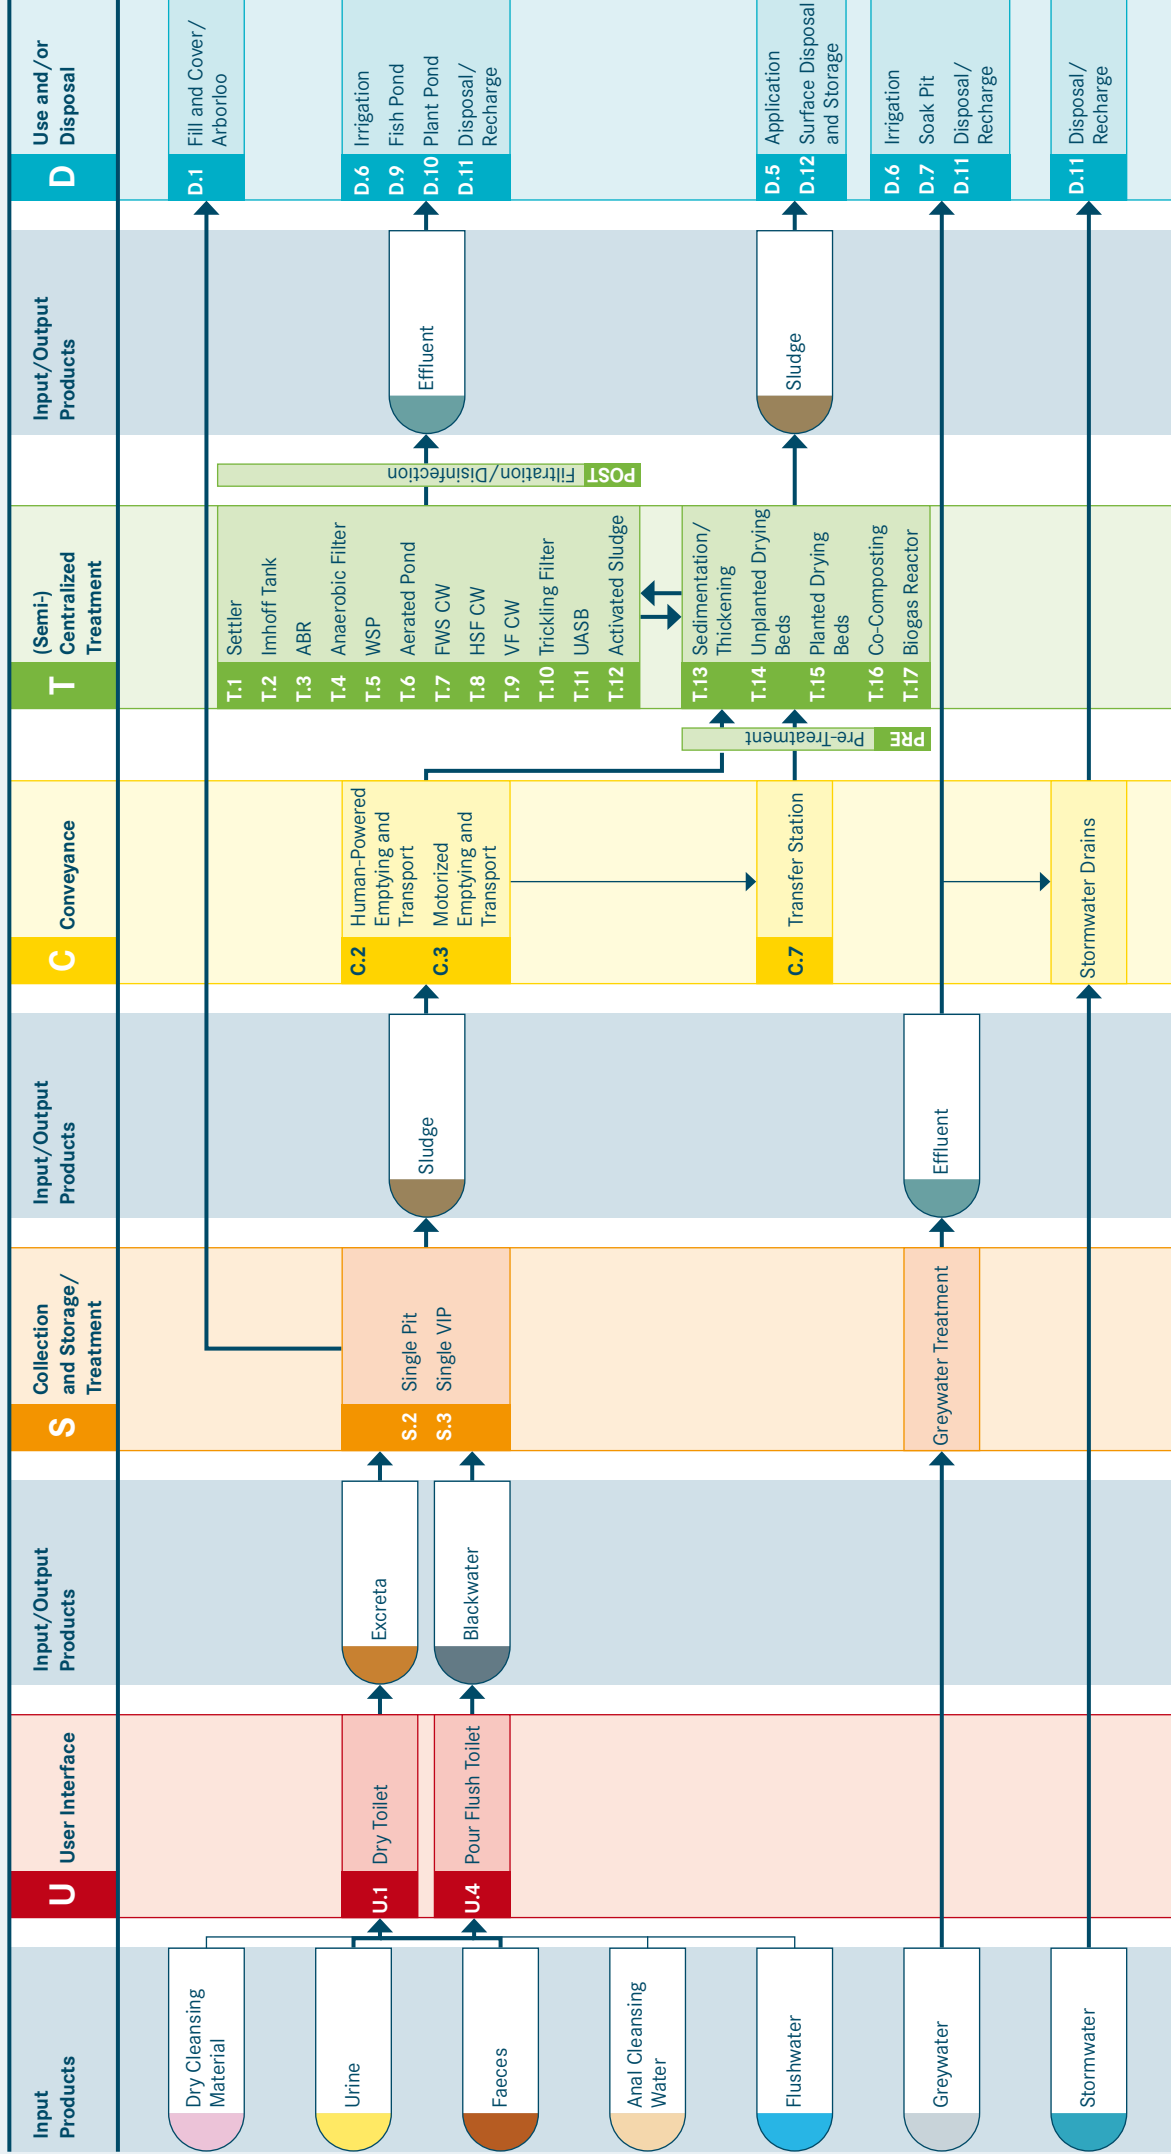 Input
Products
U User Interface
Input/Output
Products
S Collection
and Storage/
Treatment
Input/Output
Products
C Conveyance
T (Semi-)
Centralized
Treatment
Input/Output
Products
D Use and/or
Disposal
Dry Cleansing
Material
Urine
Faeces
Anal Cleansing
Water
Flushwater
Greywater
Stormwater
U.1 Dry Toilet
U.4 Pour Flush Toilet
Excreta
Blackwater
S.2 Single Pit
S.3 Single VIP
Greywater Treatment
Sludge
Effluent
C.2 Human-Powered
Emptying and
Transport
C.3 Motorized
Emptying and
Transport
C.7 Transfer Station
Stormwater Drains
PRE Pre-Treatment
T.1 Settler
T.2 Imhoff Tank
T.3 ABR
T.4 Anaerobic Filter
T.5 WSP
T.6 Aerated Pond
T.7 FWS CW
T.8 HSF CW
T.9 VF CW
T.10 Trickling Filter
T.11 UASB
T.12 Activated Sludge
T.13 Sedimentation/
Thickening
T.14 Unplanted Drying
Beds
T.15 Planted Drying
Beds
T.16 Co-Composting
T.17 Biogas Reactor
POST Filtration/Disinfection
Effluent
Sludge
D.1 Fill and Cover/
Arborloo
D.6 Irrigation
D.9 Fish Pond
D.10 Plant Pond
D.11 Disposal/
Recharge
D.5 Application
D.12 Surface Disposal
and Storage
D.6 Irrigation
D.7 Soak Pit
D.11 Disposal/
Recharge
D.11 Disposal/
Recharge